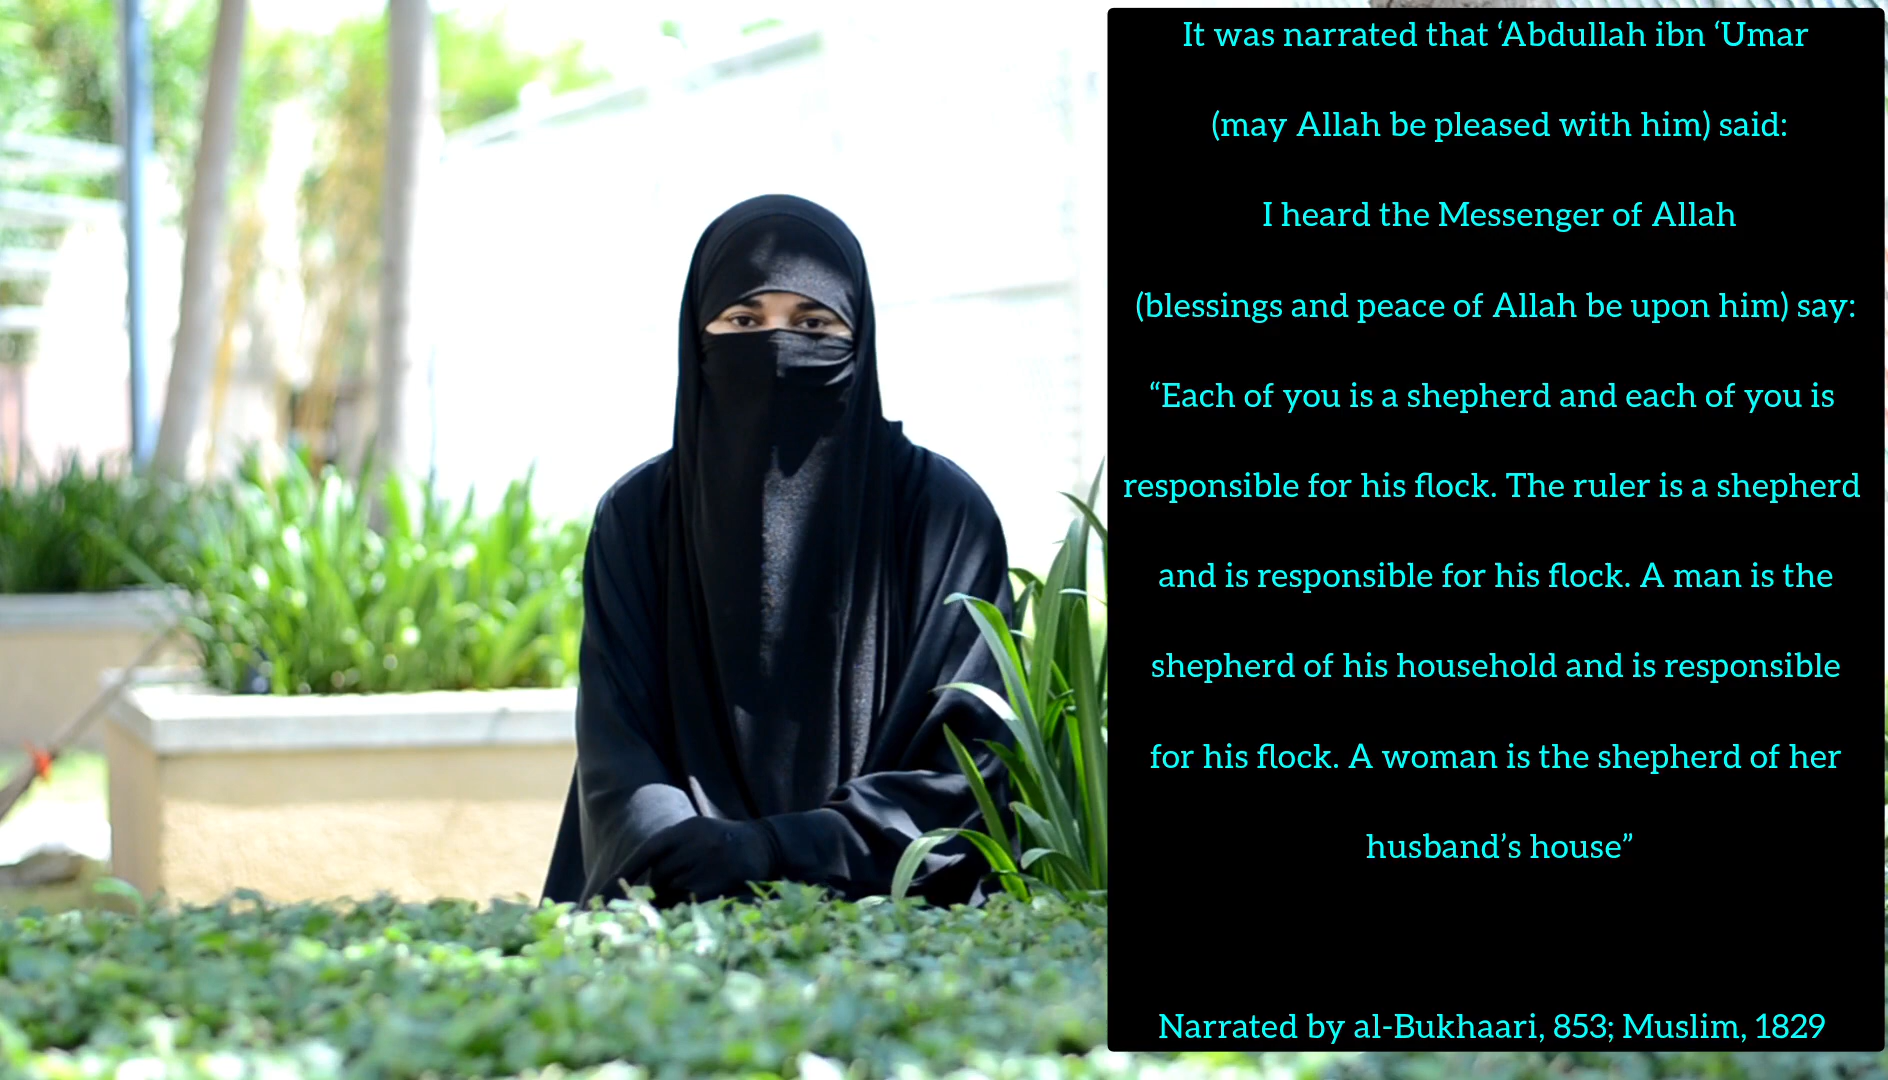 It was narrated that ‘Abdullah ibn ‘Umar
(may Allah be pleased with him) said:
I heard the Messenger of Allah
(blessings and peace of Allah be upon him) say:
“Each of you is a shepherd and each of you is
responsible for his flock. The ruler is a shepherd
and is responsible for his flock. A man is the
shepherd of his household and is responsible
for his flock. A woman is the shepherd of her
husband’s house”
Narrated by al-Bukhaari, 853; Muslim, 1829